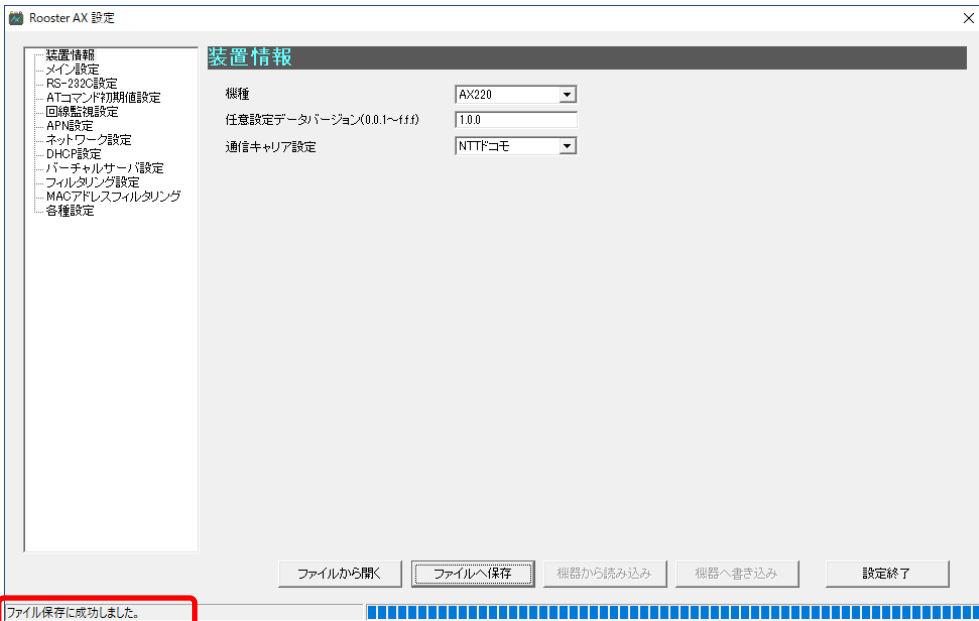 Rooster AX 設定
装置情報
メイン設定
RS-232C設定
ATコマンド初期値設定
回線監視設定
APN設定
ネットワーク設定
DHCP設定
バーチャルサーバ設定
フィルタリング設定
MACアドレスフィルタリング
各種設定
装置情報
機種
AX220
任意設定データバージョン(0.0.1~f.f.f)
1.0.0
通信キャリア設定
NTTドコモ
ファイルから開く
ファイルへ保存
機器から読み込み
機器へ書き込み
設定終了
ファイル保存に成功しました。